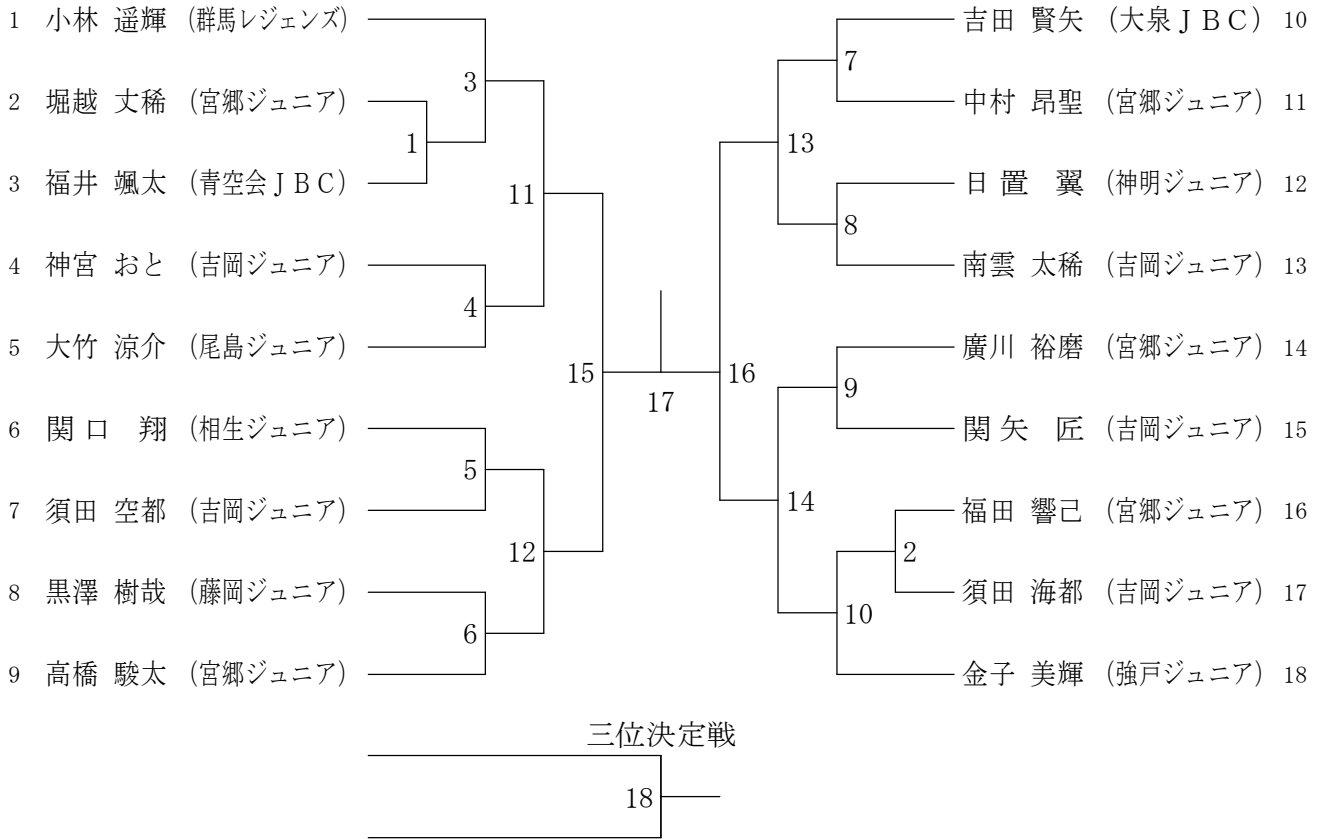 1 小林 遥輝 (群馬レジェンズ)
2 堀越 丈稀 (宮郷ジュニア)
3 福井 颯太 (青空会ＪＢＣ)
4 神宮 おと (吉岡ジュニア)
5 大竹 涼介 (尾島ジュニア)
6 関口 翔 (相生ジュニア)
7 須田 空都 (吉岡ジュニア)
8 黒澤 樹哉 (藤岡ジュニア)
9 高橋 駿太 (宮郷ジュニア)
3
1
11
4
15
5
12
6
17
吉田 賢矢 (大泉ＪＢＣ) 10
中村 昂聖 (宮郷ジュニア) 11
日置 翼 (神明ジュニア) 12
南雲 太稀 (吉岡ジュニア) 13
廣川 裕磨 (宮郷ジュニア) 14
関矢 匠 (吉岡ジュニア) 15
福田 響己 (宮郷ジュニア) 16
須田 海都 (吉岡ジュニア) 17
金子 美輝 (強戸ジュニア) 18
7
13
8
16
9
14
2
10
三位決定戦
18